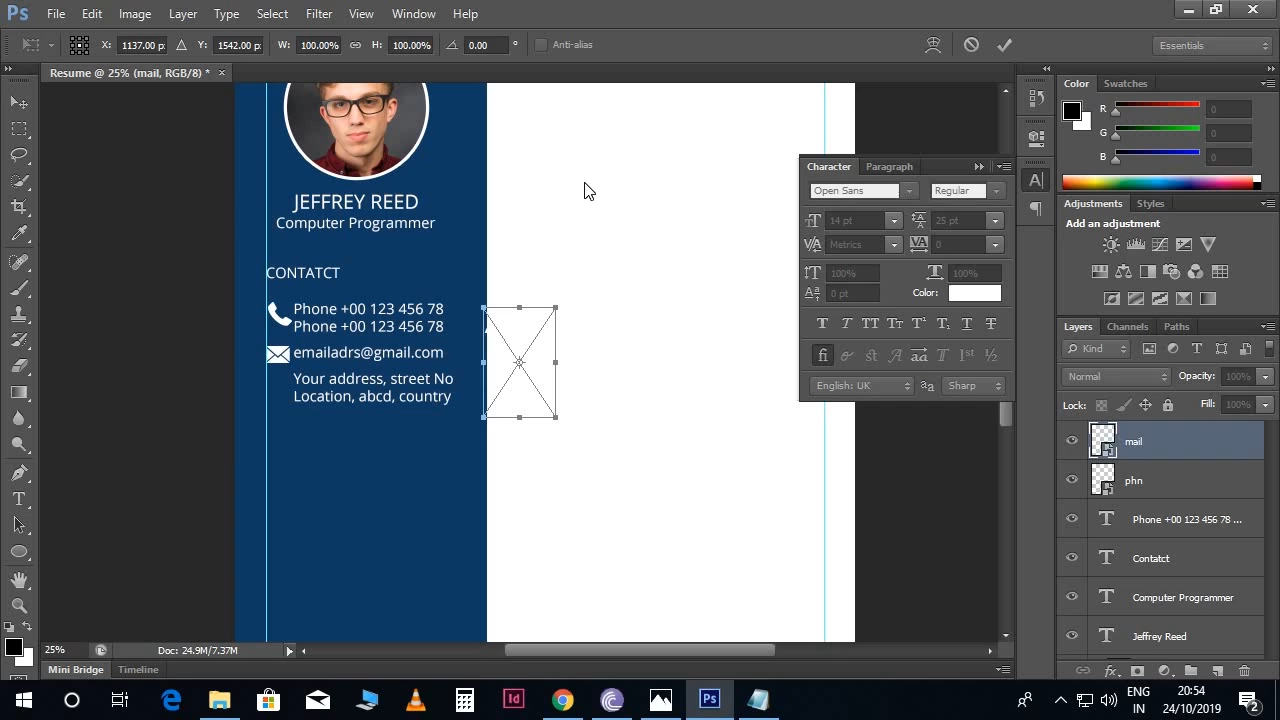 Ps File Edit Image Layer Type Select Filter View Window Help
X: 1137.00 p: Y: 1542.00 p: W: 100.00% H: 100.00% 0.00 ° Anti-alias Essentials
Resume @ 25% (mail, RGB/8) * ×
JEFFREY REED
Computer Programmer
CONTATCT
Phone +00 123 456 78
Phone +00 123 456 78
emailadrs@gmail.com
Your address, street No
Location, abcd, country
Character Paragraph
Open Sans Regular
14 pt 25 pt
Metrics 0
100% 100%
0 pt Color:
English: UK aa Sharp
Color Swatches
R 0
G 0
B 0
Adjustments Styles
Add an adjustment
Layers Channels Paths
Kind
Normal Opacity: 100%
Lock: Fill: 100%
mail
phn
Phone +00 123 456 78 ...
Contatct
Computer Programmer
Jeffrey Reed
25% Doc: 24.9M/7.37M
Mini Bridge Timeline
ENG
IN
20:54
24/10/2019
2